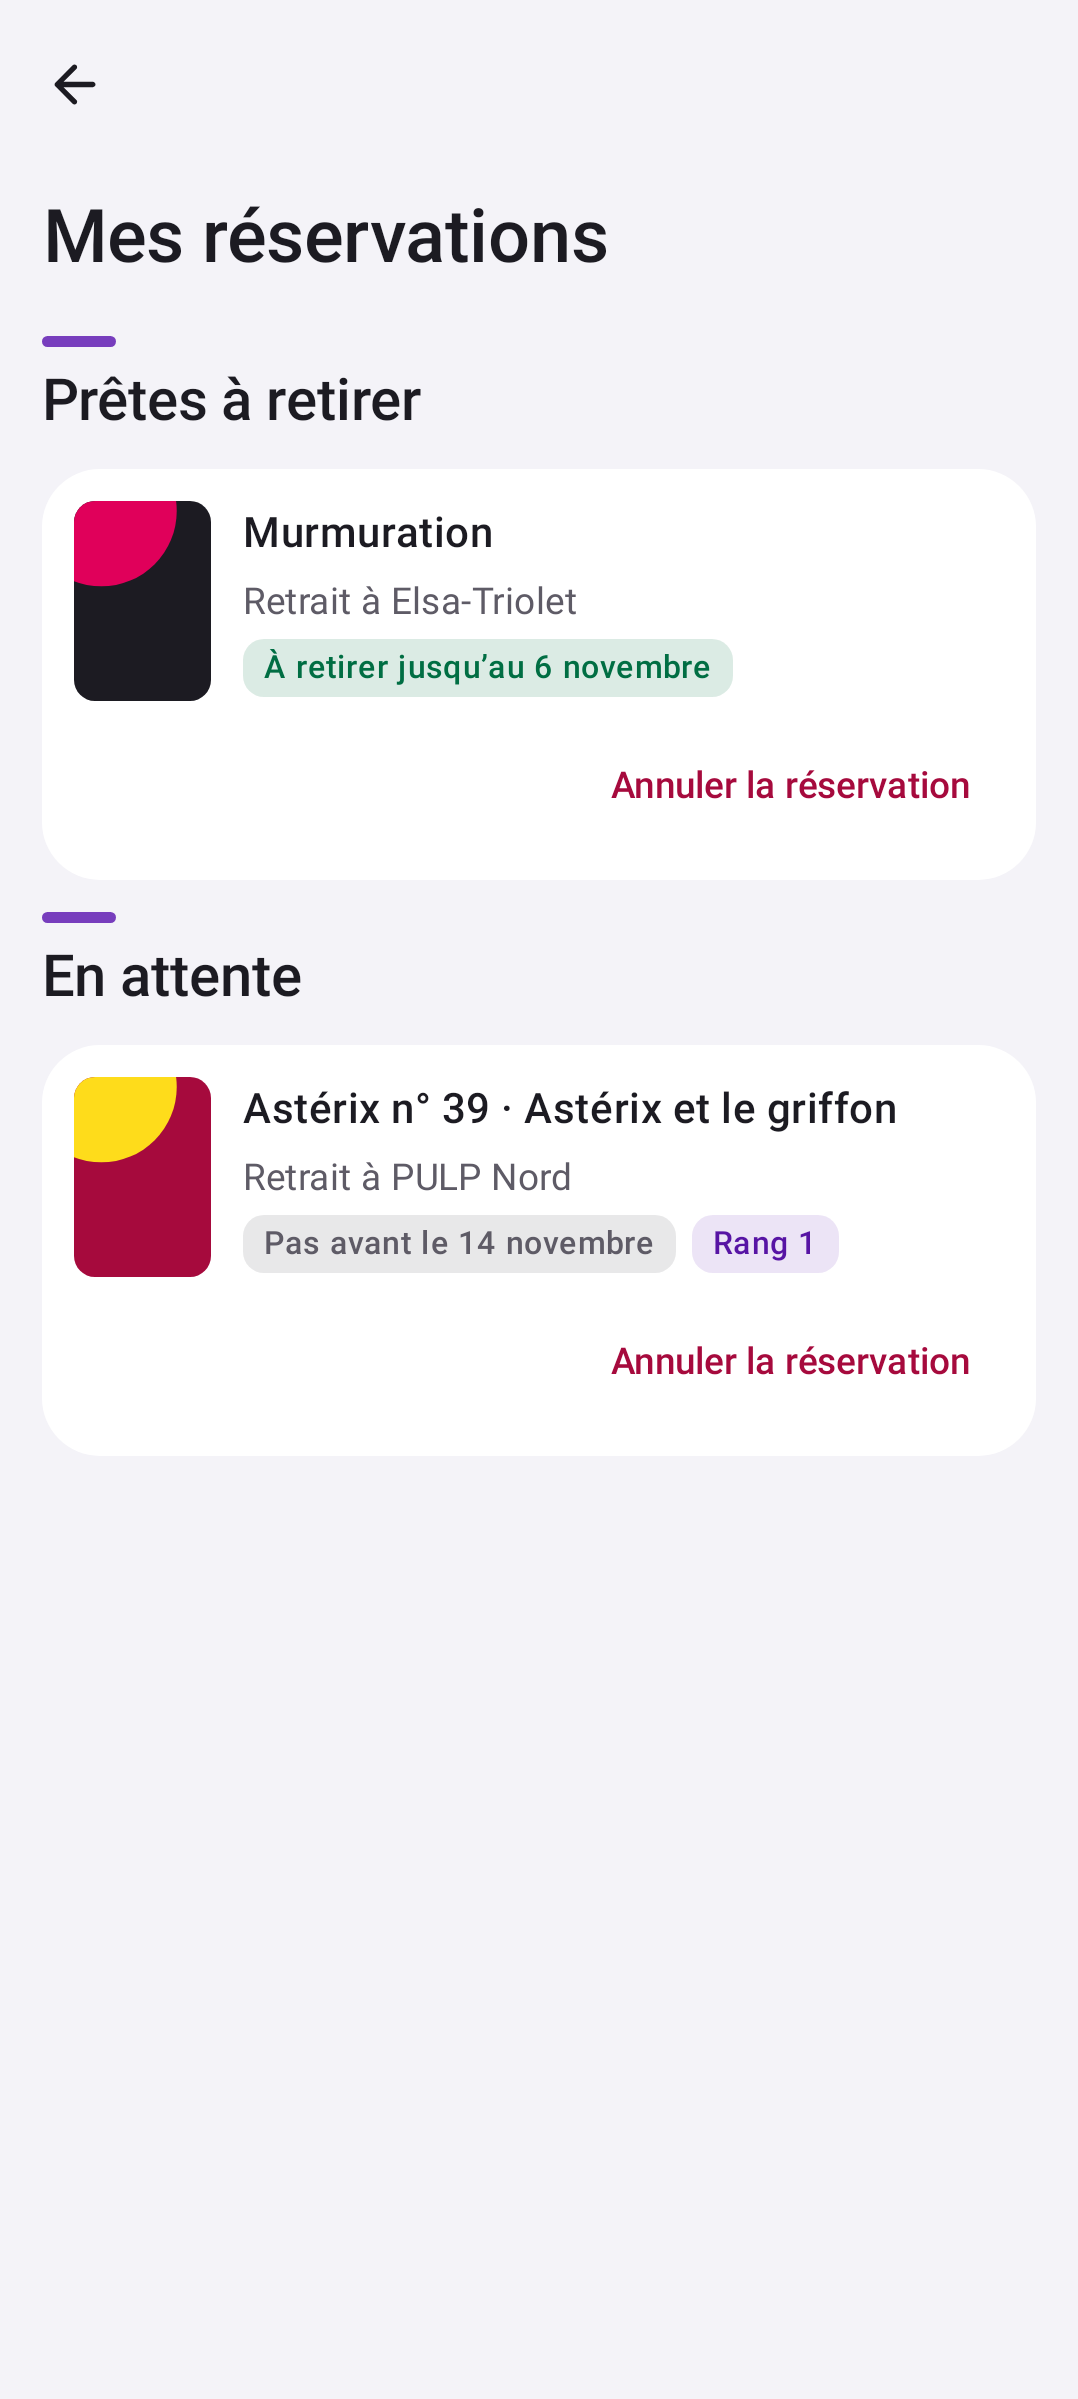 Mes réservations
Prêtes à retirer
Murmuration
Retrait à Elsa-Triolet
À retirer jusqu’au 6 novembre
Annuler la réservation
En attente
Astérix n° 39 · Astérix et le griffon
Retrait à PULP Nord
Pas avant le 14 novembre
Rang 1
Annuler la réservation